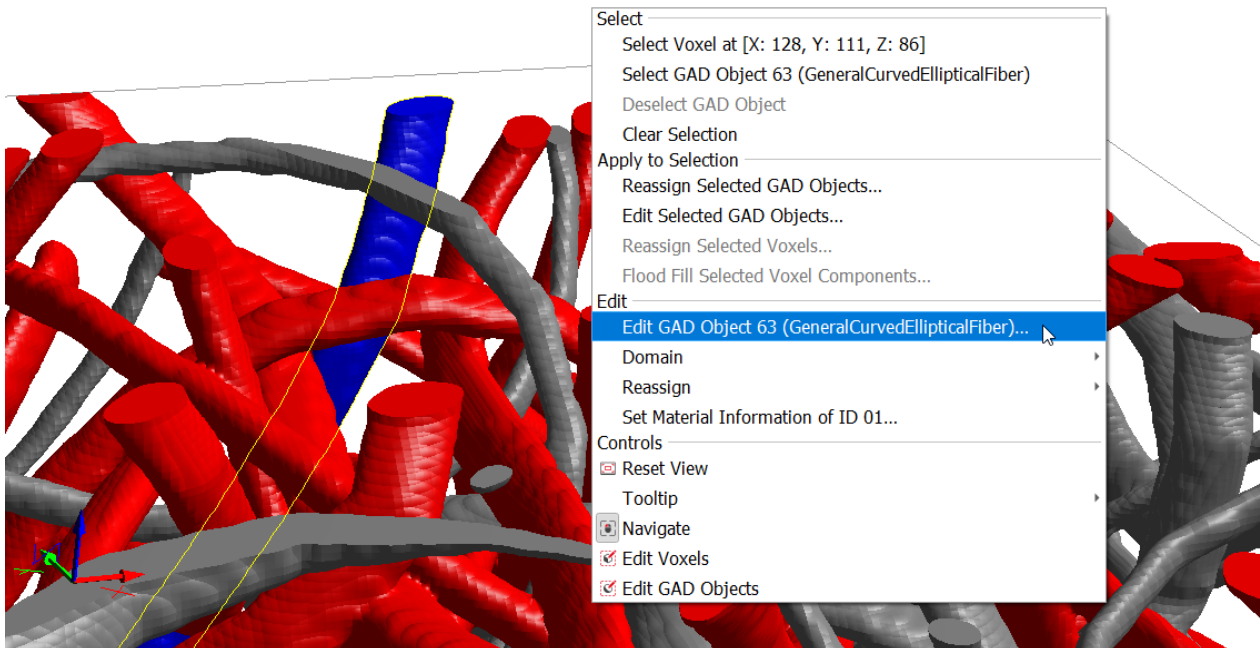 Select
Select Voxel at [X: 128, Y: 111, Z: 86]
Select GAD Object 63 (GeneralCurvedEllipticalFiber)
Deselect GAD Object
Clear Selection
Apply to Selection
Reassign Selected GAD Objects...
Edit Selected GAD Objects...
Reassign Selected Voxels...
Flood Fill Selected Voxel Components...
Edit
Edit GAD Object 63 (GeneralCurvedEllipticalFiber)...
Domain
Reassign
Set Material Information of ID 01...
Controls
Reset View
Tooltip
Navigate
Edit Voxels
Edit GAD Objects